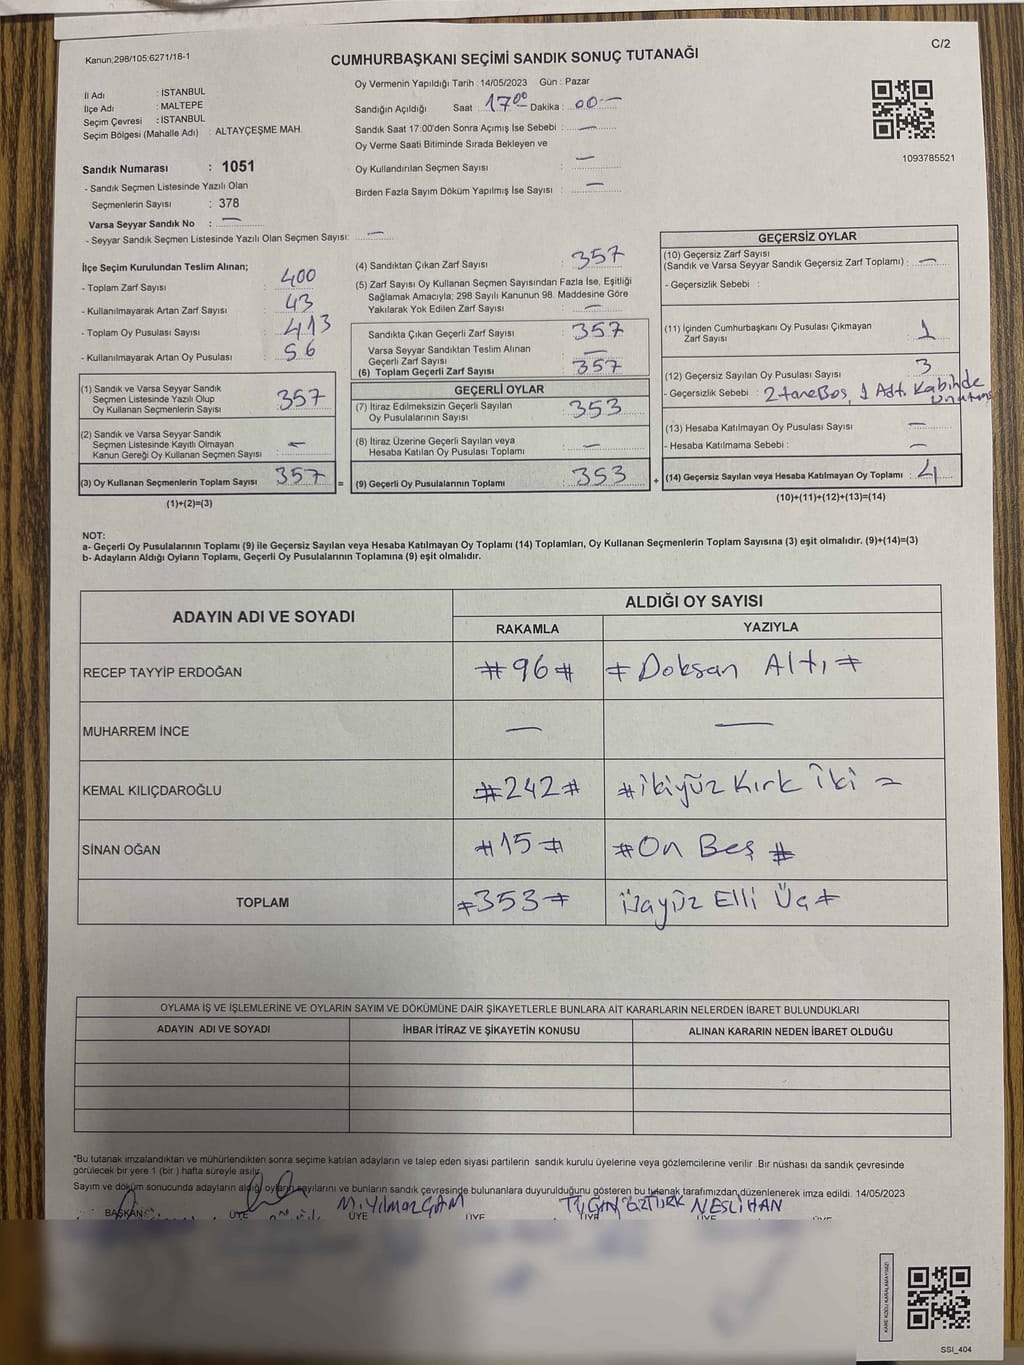 Kanun;298/105;6271/18-1
C/2
CUMHURBAŞKANI SEÇİMİ SANDIK SONUÇ TUTANAĞI
İl Adı : İSTANBUL
İlçe Adı : MALTEPE
Seçim Çevresi : İSTANBUL
Seçim Bölgesi (Mahalle Adı) : ALTAYÇEŞME MAH.
Sandık Numarası : 1051
- Sandık Seçmen Listesinde Yazılı Olan
Seçmenlerin Sayısı : 378
Varsa Seyyar Sandık No : —
- Seyyar Sandık Seçmen Listesinde Yazılı Olan Seçmen Sayısı: —
Oy Vermenin Yapıldığı Tarih : 14/05/2023 Gün : Pazar
Sandığın Açıldığı Saat : 17⁰⁰ Dakika : 00 —
Sandık Saat 17:00'den Sonra Açımış İse Sebebi : —
Oy Verme Saati Bitiminde Sırada Bekleyen ve
Oy Kullandırılan Seçmen Sayısı : —
Birden Fazla Sayım Döküm Yapılmış İse Sayısı : —
1093785521
İlçe Seçim Kurulundan Teslim Alınan;
- Toplam Zarf Sayısı : 400
- Kullanılmayarak Artan Zarf Sayısı : 43
- Toplam Oy Pusulası Sayısı : 413
- Kullanılmayarak Artan Oy Pusulası : 56
(1) Sandık ve Varsa Seyyar Sandık
Seçmen Listesinde Yazılı Olup
Oy Kullanan Seçmenlerin Sayısı : 357
(2) Sandık ve Varsa Seyyar Sandık
Seçmen Listesinde Kayıtlı Olmayan
Kanun Gereği Oy Kullanan Seçmen Sayısı : —
(3) Oy Kullanan Seçmenlerin Toplam Sayısı : 357
(1)+(2)=(3)
=
(4) Sandıktan Çıkan Zarf Sayısı : 357
(5) Zarf Sayısı Oy Kullanan Seçmen Sayısından Fazla İse, Eşitliği
Sağlamak Amacıyla; 298 Sayılı Kanunun 98. Maddesine Göre
Yakılarak Yok Edilen Zarf Sayısı : —
Sandıkta Çıkan Geçerli Zarf Sayısı : 357
Varsa Seyyar Sandıktan Teslim Alınan
Geçerli Zarf Sayısı : —
(6) Toplam Geçerli Zarf Sayısı : 357
GEÇERLİ OYLAR
(7) İtiraz Edilmeksizin Geçerli Sayılan
Oy Pusulalarının Sayısı : 353
(8) İtiraz Üzerine Geçerli Sayılan veya
Hesaba Katılan Oy Pusulası Toplamı : —
(9) Geçerli Oy Pusulalarının Toplamı : 353
+
GEÇERSİZ OYLAR
(10) Geçersiz Zarf Sayısı
(Sandık ve Varsa Seyyar Sandık Geçersiz Zarf Toplamı) : —
- Geçersizlik Sebebi :
(11) İçinden Cumhurbaşkanı Oy Pusulası Çıkmayan
Zarf Sayısı : 1
(12) Geçersiz Sayılan Oy Pusulası Sayısı : 3
- Geçersizlik Sebebi : 2 tane Boş, 1 Adt. Kabinde
(13) Hesaba Katılmayan Oy Pusulası Sayısı : —
- Hesaba Katılmama Sebebi : —
(14) Geçersiz Sayılan veya Hesaba Katılmayan Oy Toplamı : 4
(10)+(11)+(12)+(13)=(14)
NOT:
a- Geçerli Oy Pusulalarının Toplamı (9) ile Geçersiz Sayılan veya Hesaba Katılmayan Oy Toplamı (14) Toplamları, Oy Kullanan Seçmenlerin Toplam Sayısına (3) eşit olmalıdır. (9)+(14)=(3)
b- Adayların Aldığı Oyların Toplamı, Geçerli Oy Pusulalarının Toplamına (9) eşit olmalıdır.
ADAYIN ADI VE SOYADI
ALDIĞI OY SAYISI
RAKAMLA YAZIYLA
RECEP TAYYİP ERDOĞAN #96# # Doksan Altı #
MUHARREM İNCE — —
KEMAL KILIÇDAROĞLU #242# #ikiyüz Kırk İki =
SİNAN OĞAN #15# #On Beş #
TOPLAM #353# üçyüz Elli Üç#
OYLAMA İŞ VE İŞLEMLERİNE VE OYLARIN SAYIM VE DÖKÜMÜNE DAİR ŞİKAYETLERLE BUNLARA AİT KARARLARIN NELERDEN İBARET BULUNDUKLARI
ADAYIN ADI VE SOYADI İHBAR İTİRAZ VE ŞİKAYETİN KONUSU ALINAN KARARIN NEDEN İBARET OLDUĞU
*Bu tutanak imzalandıktan ve mühürlendikten sonra seçime katılan adayların ve talep eden siyasi partilerin sandık kurulu üyelerine veya gözlemcilerine verilir .Bir nüshası da sandık çevresinde
görülecek bir yere 1 (bir ) hafta süreyle asılır.
Sayım ve döküm sonucunda adayların aldığı oyların sayılarını ve bunların sandık çevresinde bulunanlara duyurulduğunu gösteren bu tutanak tarafımızdan düzenlenerek imza edildi. 14/05/2023
M.YılmazÇAM NESLİHAN
BAŞKAN ÜYE ÜYE ÜYE ÜYE ÜYE ÜYE
KARE KODU KARALAMAYINIZ!
SSI_404